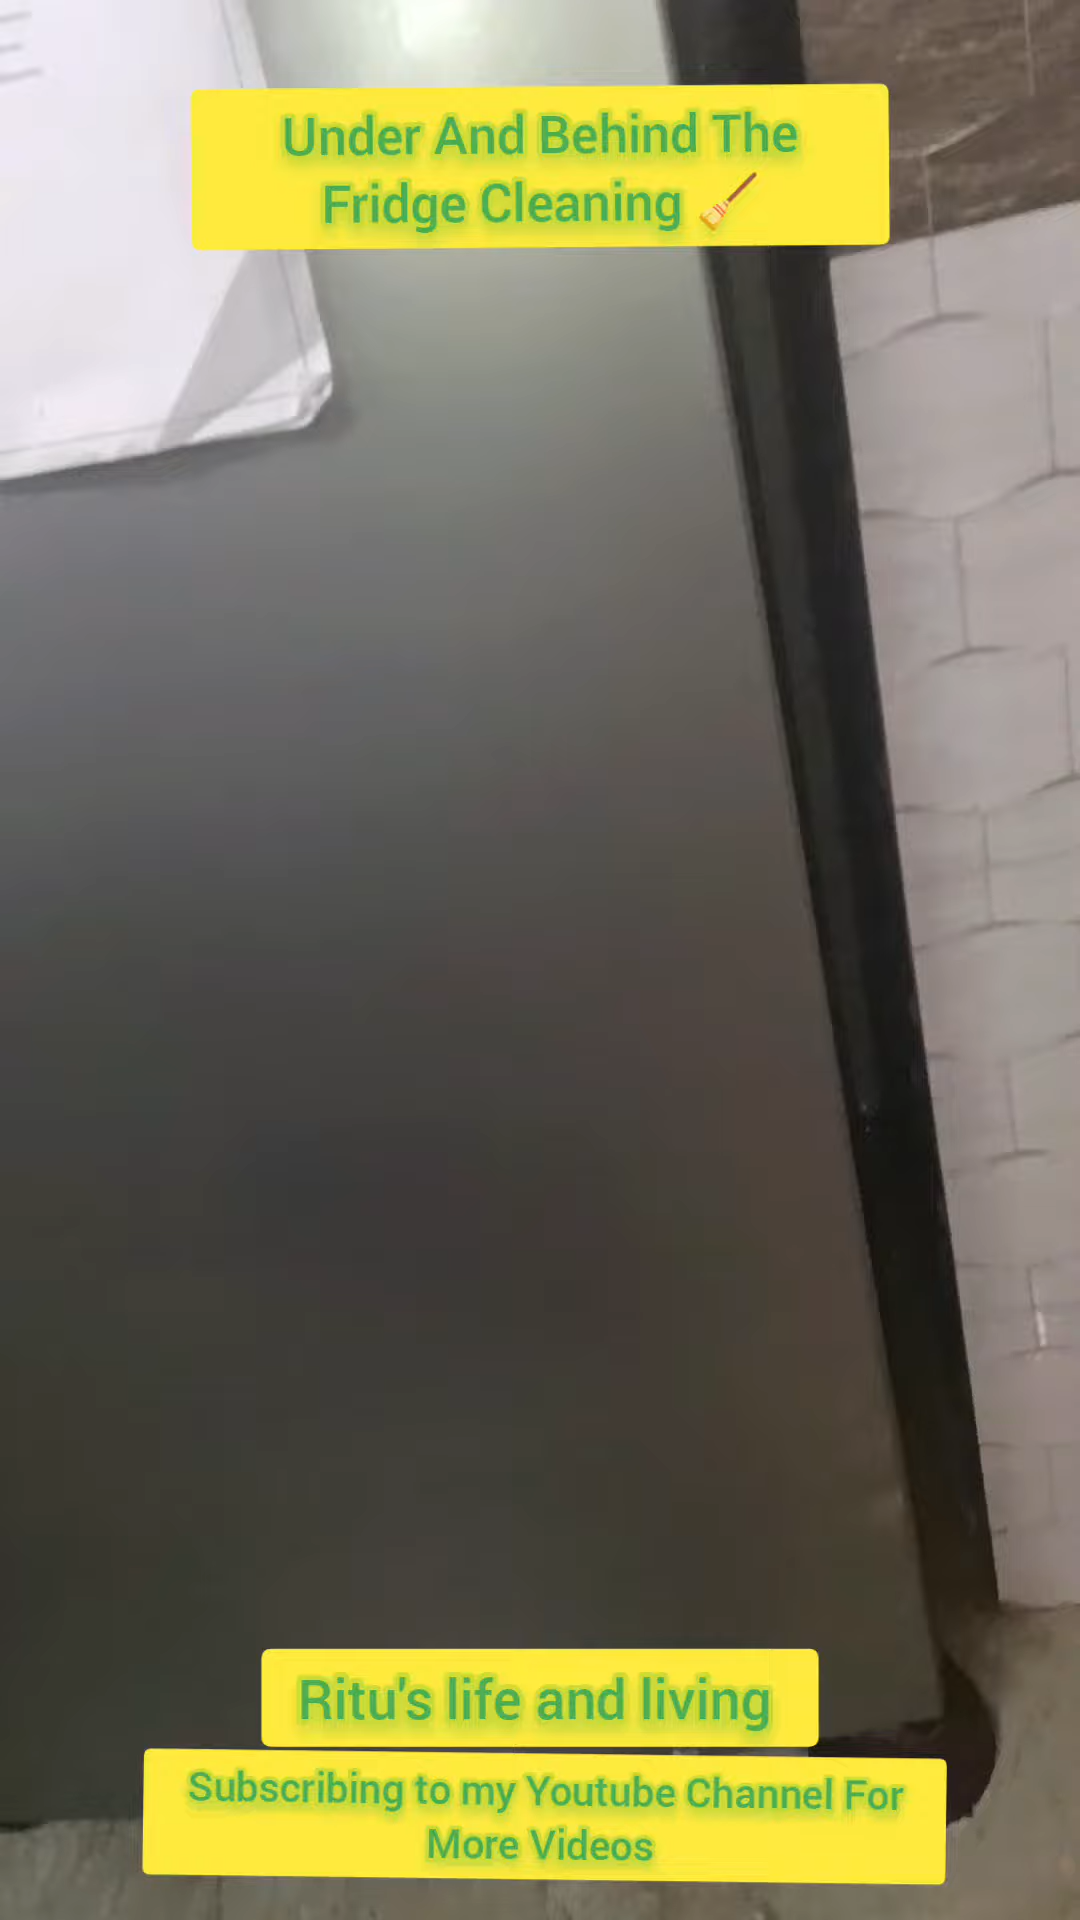 Under And Behind The
Fridge Cleaning 🧹
Ritu's life and living
Subscribing to my Youtube Channel For
More Videos